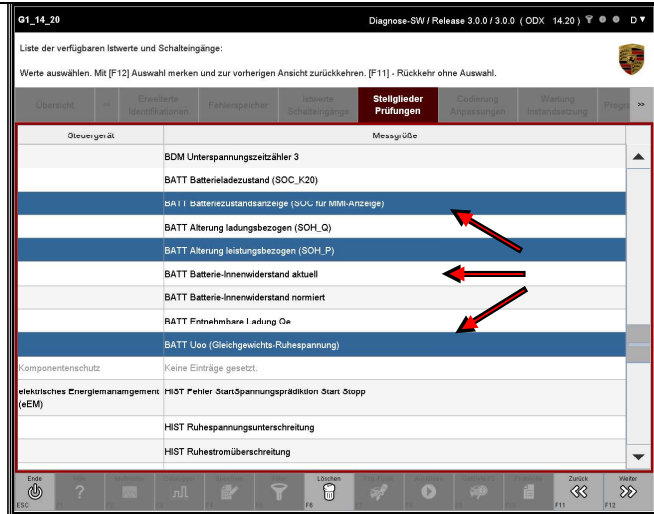 G1_14_20 Diagnose-SW / Release 3.0.0 / 3.0.0 ( ODX 14.20 ) D
Liste der verfügbaren Istwerte und Schalteingänge:
Werte auswählen. Mit [F12] Auswahl merken und zur vorherigen Ansicht zurückkehren. [F11] - Rückkehr ohne Auswahl.
Übersicht Erweiterte Identifikationen Fehlerspeicher Istwerte Schalteingänge Stellglieder Prüfungen Codierung Anpassungen Wartung Instandsetzung Progra »
Steuergerät Messgröße
BDM Unterspannungszeitzähler 3
BATT Batterieladezustand (SOC_K20)
BATT Batteriezustandsanzeige (SOC für MMI-Anzeige)
BATT Alterung ladungsbezogen (SOH_Q)
BATT Alterung leistungsbezogen (SOH_P)
BATT Batterie-Innenwiderstand aktuell
BATT Batterie-Innenwiderstand normiert
BATT Entnehmbare Ladung Qe
BATT Uoo (Gleichgewichts-Ruhespannung)
Komponentenschutz Keine Einträge gesetzt.
elektrisches Energiemanamgement HIST Fehler StartSpannungsprädiktion Start Stopp
(eEM)
HIST Ruhespannungsunterschreitung
HIST Ruhestromüberschreitung
Ende Löschen Zurück Weiter
ESC F8 F11 F12